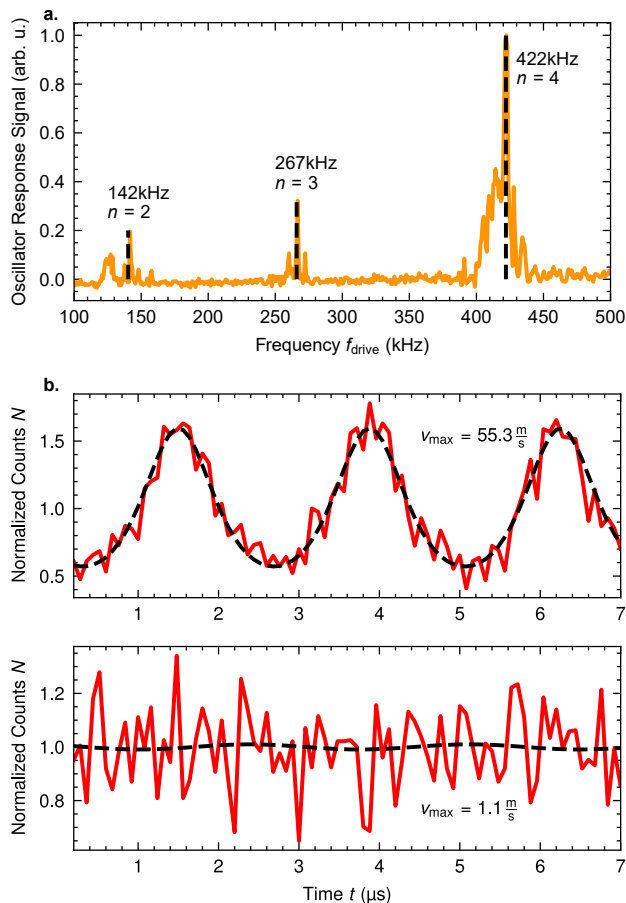 a.
Oscillator Response Signal (arb. u.)
1.0
0.8
0.6
0.4
0.2
0.0
142kHz
n = 2
267kHz
n = 3
422kHz
n = 4
100 150 200 250 300 350 400 450 500
Frequency f_drive (kHz)
b.
Normalized Counts N
1.5
1.0
0.5
v_max = 55.3 m/s
1 2 3 4 5 6 7
Normalized Counts N
1.2
1.0
0.8
v_max = 1.1 m/s
1 2 3 4 5 6 7
Time t (μs)